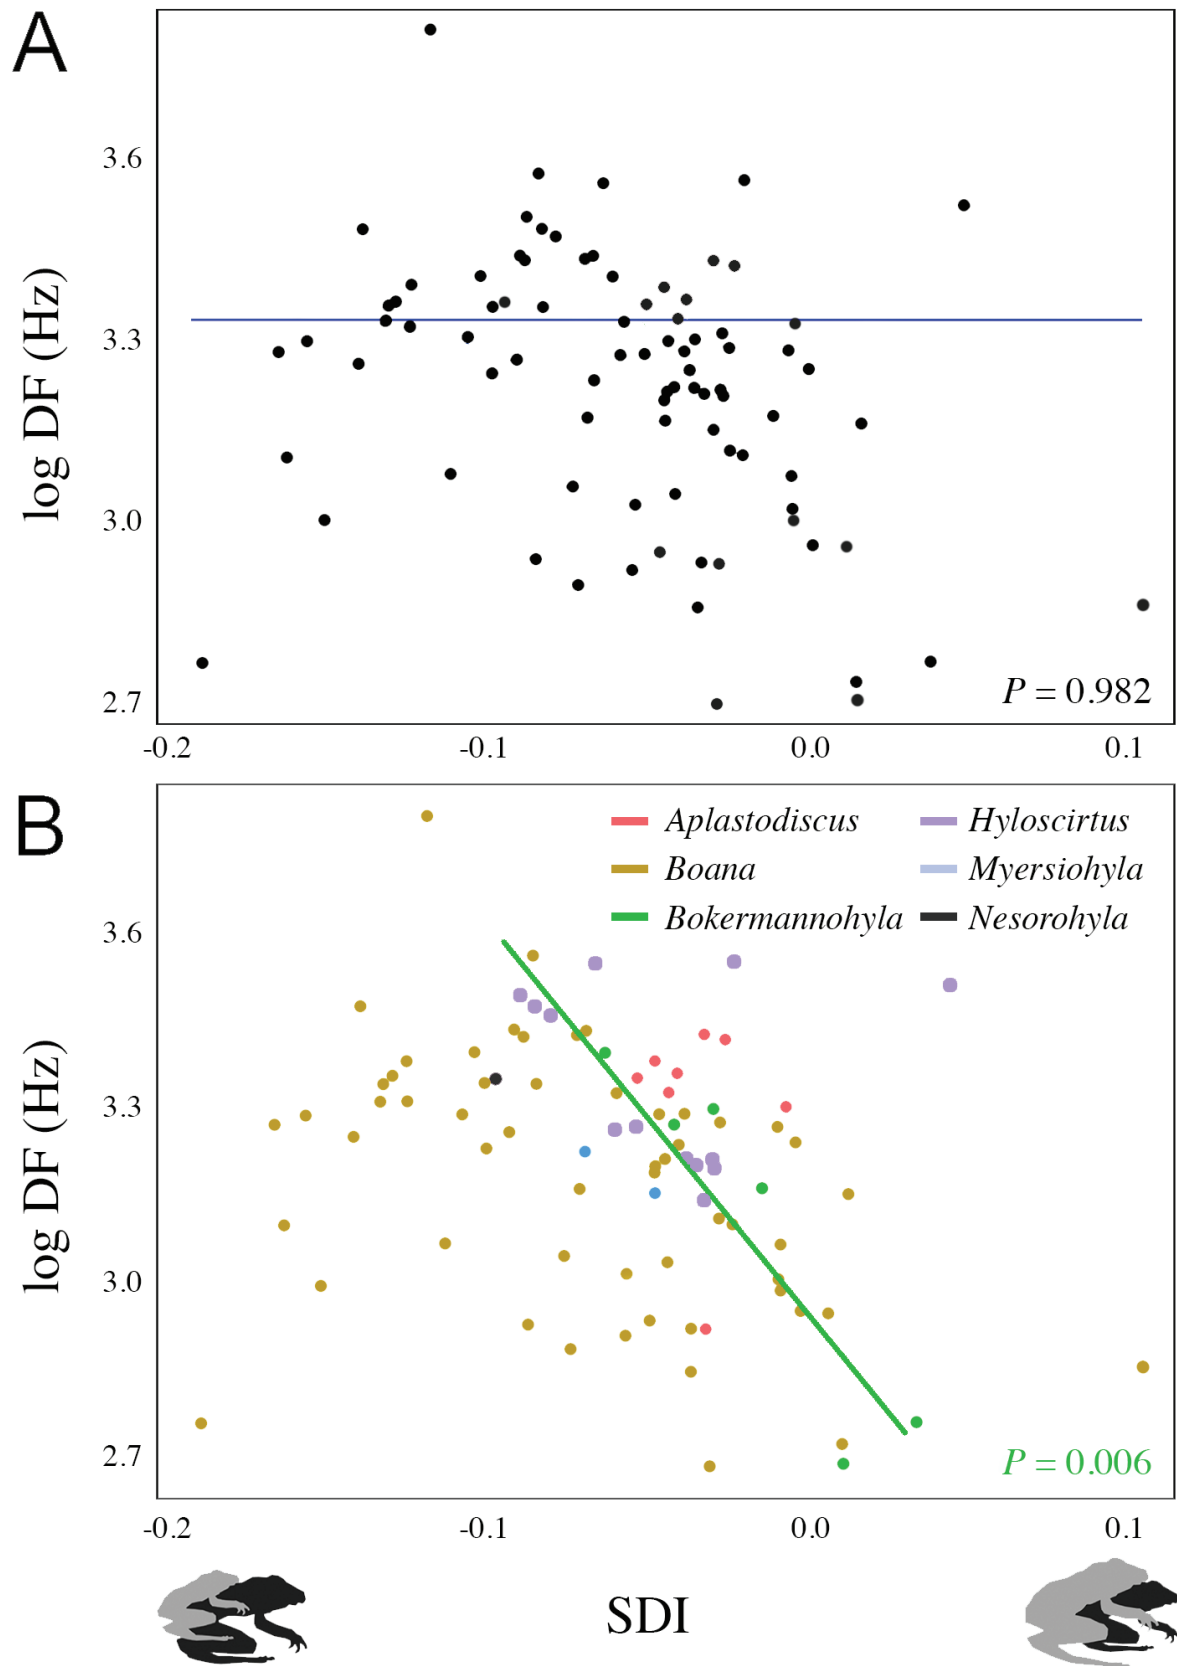 A
3.6
3.3
3.0
2.7
log DF (Hz)
P = 0.982
-0.2 -0.1 0.0 0.1
B
Aplastodiscus Hyloscirtus
Boana Myersiohyla
Bokermannohyla Nesorohyla
3.6
3.3
3.0
2.7
log DF (Hz)
P = 0.006
-0.2 -0.1 0.0 0.1
SDI